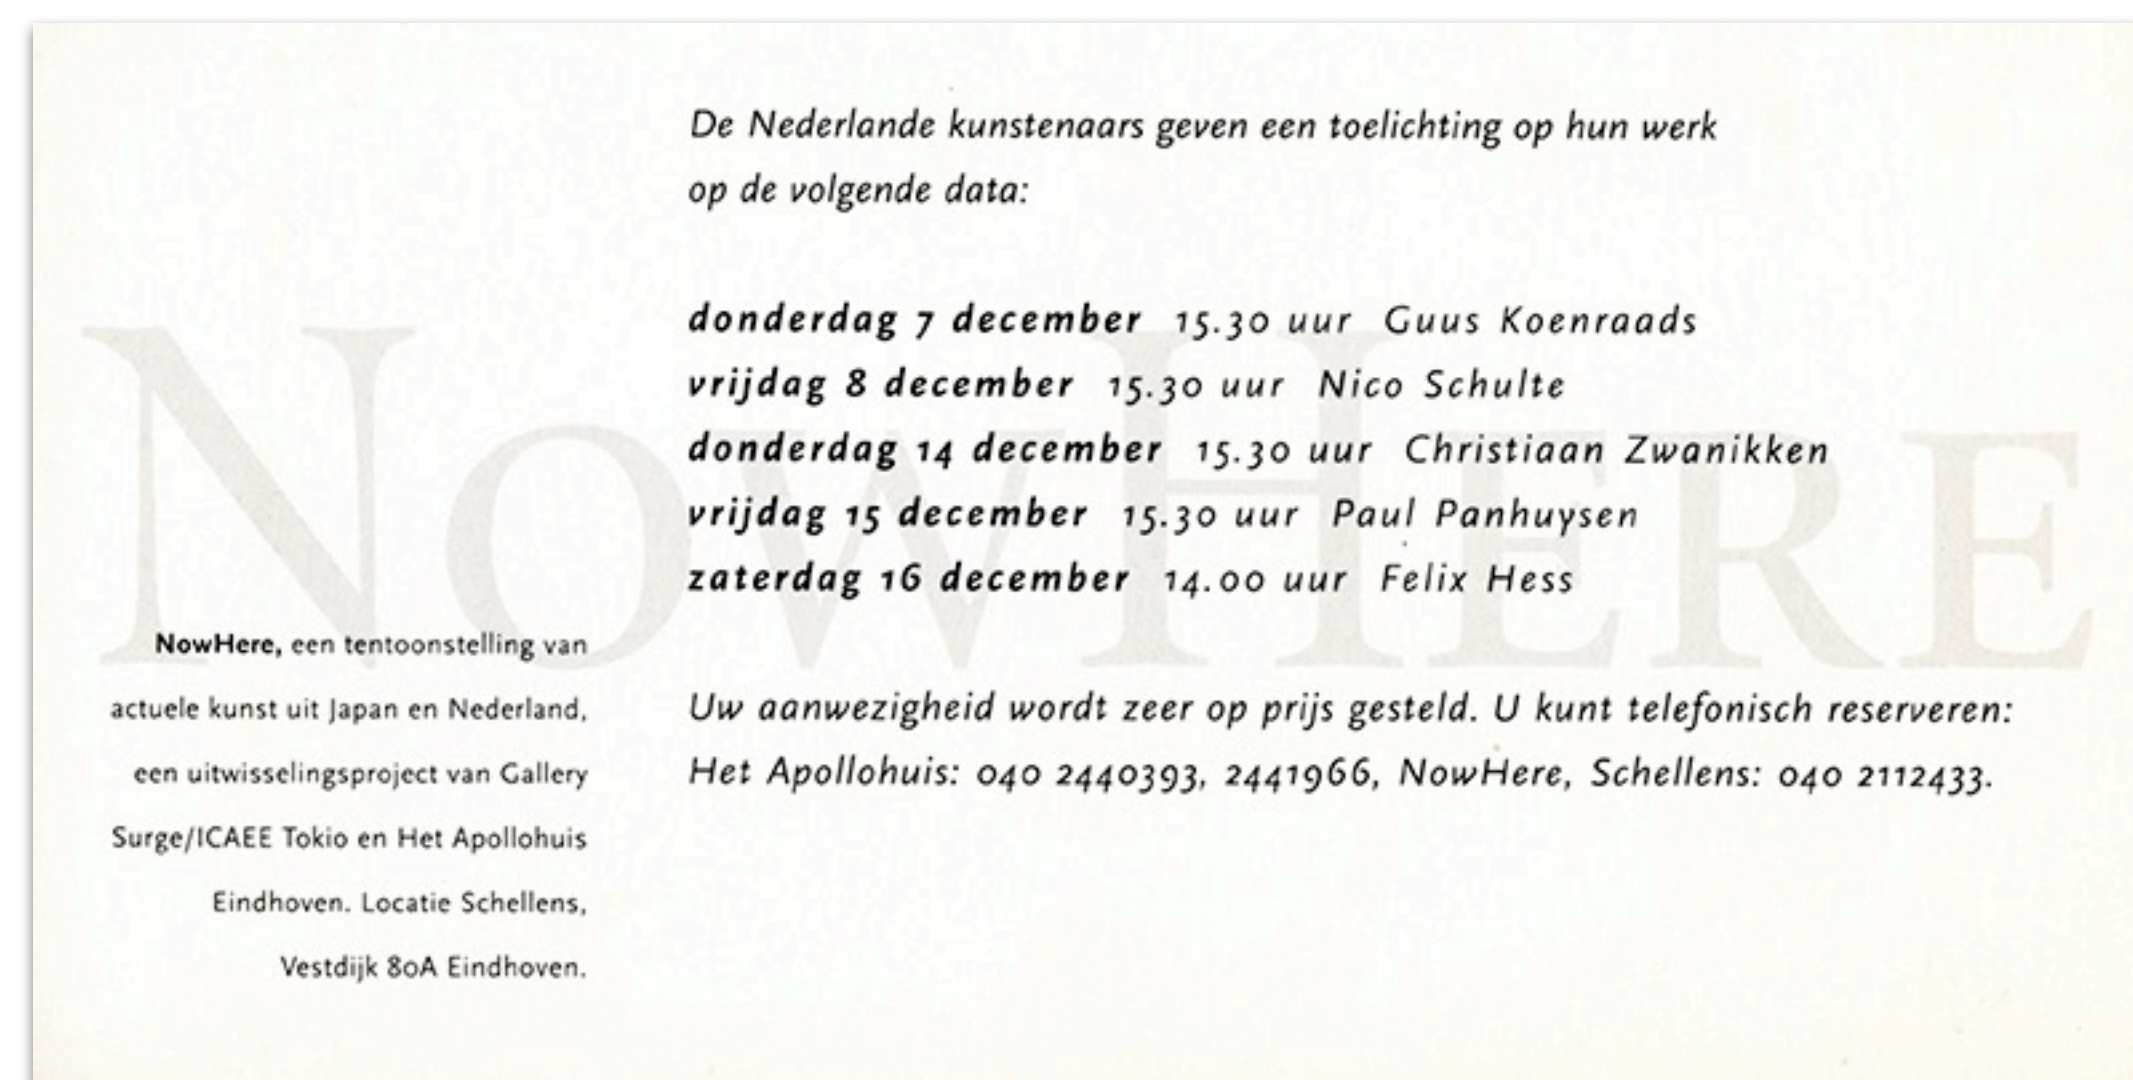 De Nederlande kunstenaars geven een toelichting op hun werk
op de volgende data:
donderdag 7 december 15.30 uur Guus Koenraads
vrijdag 8 december 15.30 uur Nico Schulte
donderdag 14 december 15.30 uur Christiaan Zwanikken
vrijdag 15 december 15.30 uur Paul Panhuysen
zaterdag 16 december 14.00 uur Felix Hess
Uw aanwezigheid wordt zeer op prijs gesteld. U kunt telefonisch reserveren:
Het Apollohuis: 040 2440393, 2441966, NowHere, Schellens: 040 2112433.
NowHere, een tentoonstelling van
actuele kunst uit Japan en Nederland,
een uitwisselingsproject van Gallery
Surge/ICAEE Tokio en Het Apollohuis
Eindhoven. Locatie Schellens,
Vestdijk 80A Eindhoven.
NOWHERE